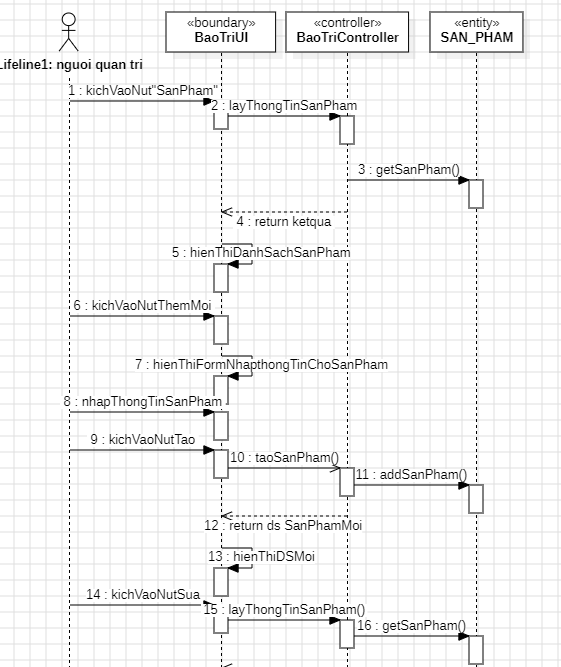 «boundary»
BaoTriUI
«controller»
BaoTriController
«entity»
SAN_PHAM
Lifeline1: nguoi quan tri
1 : kichVaoNut"SanPham"
2 : layThongTinSanPham
3 : getSanPham()
4 : return ketqua
5 : hienThiDanhSachSanPham
6 : kichVaoNutThemMoi
7 : hienThiFormNhapthongTinChoSanPham
8 : nhapThongTinSanPham
9 : kichVaoNutTao
10 : taoSanPham()
11 : addSanPham()
12 : return ds SanPhamMoi
13 : hienThiDSMoi
14 : kichVaoNutSua
15 : layThongTinSanPham()
16 : getSanPham()